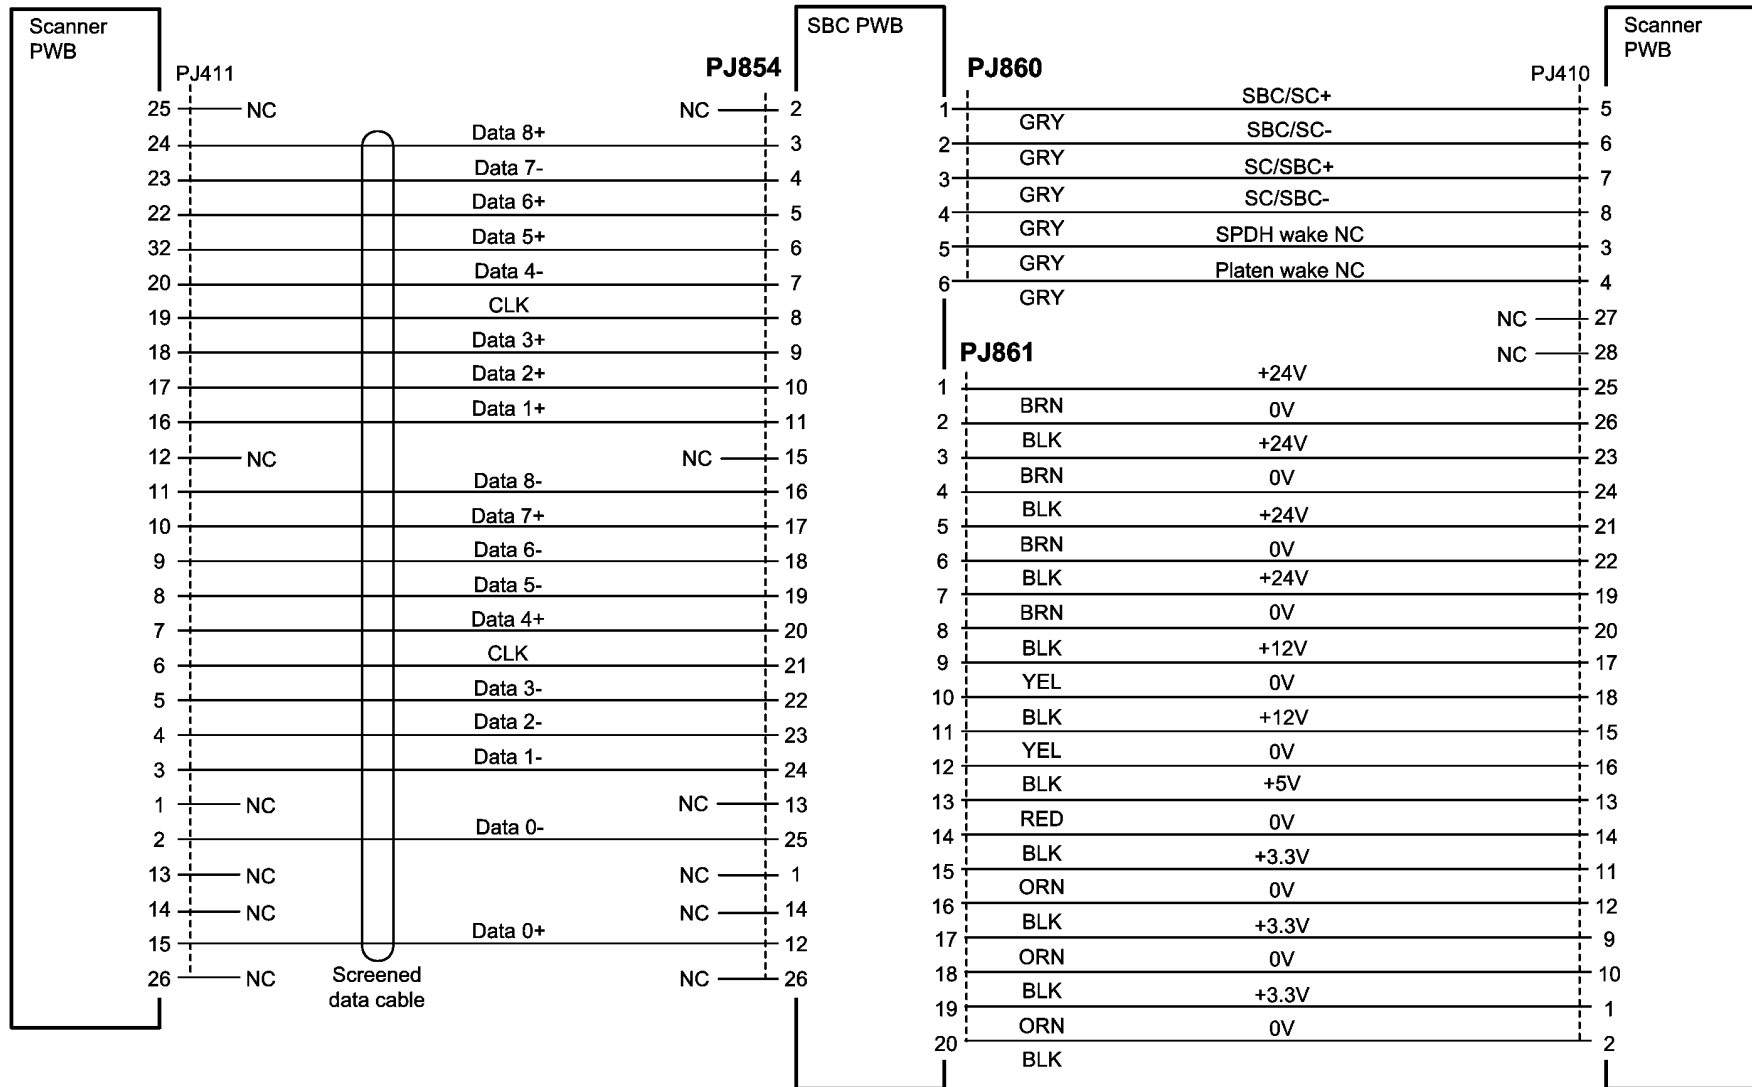 Scanner
PWB
SBC PWB
Scanner
PWB
PJ411
PJ854
PJ860
PJ410
25 NC NC 2
24 Data 8+ 3
23 Data 7- 4
22 Data 6+ 5
32 Data 5+ 6
20 Data 4- 7
19 CLK 8
18 Data 3+ 9
17 Data 2+ 10
16 Data 1+ 11
12 NC NC 15
11 Data 8- 16
10 Data 7+ 17
9 Data 6- 18
8 Data 5- 19
7 Data 4+ 20
6 CLK 21
5 Data 3- 22
4 Data 2- 23
3 Data 1- 24
1 NC NC 13
2 Data 0- 25
13 NC NC 1
14 NC NC 14
15 Data 0+ 12
26 NC NC 26
Screened
data cable
1 SBC/SC+ 5
GRY
2 SBC/SC- 6
GRY
3 SC/SBC+ 7
GRY
4 SC/SBC- 8
GRY
5 SPDH wake NC 3
GRY
6 Platen wake NC 4
GRY
NC 27
NC 28
PJ861
1 +24V 25
BRN
2 0V 26
BLK
3 +24V 23
BRN
4 0V 24
BLK
5 +24V 21
BRN
6 0V 22
BLK
7 +24V 19
BRN
8 0V 20
BLK
9 +12V 17
YEL
10 0V 18
BLK
11 +12V 15
YEL
12 0V 16
BLK
13 +5V 13
RED
14 0V 14
BLK
15 +3.3V 11
ORN
16 0V 12
BLK
17 +3.3V 9
ORN
18 0V 10
BLK
19 +3.3V 1
ORN
20 0V 2
BLK